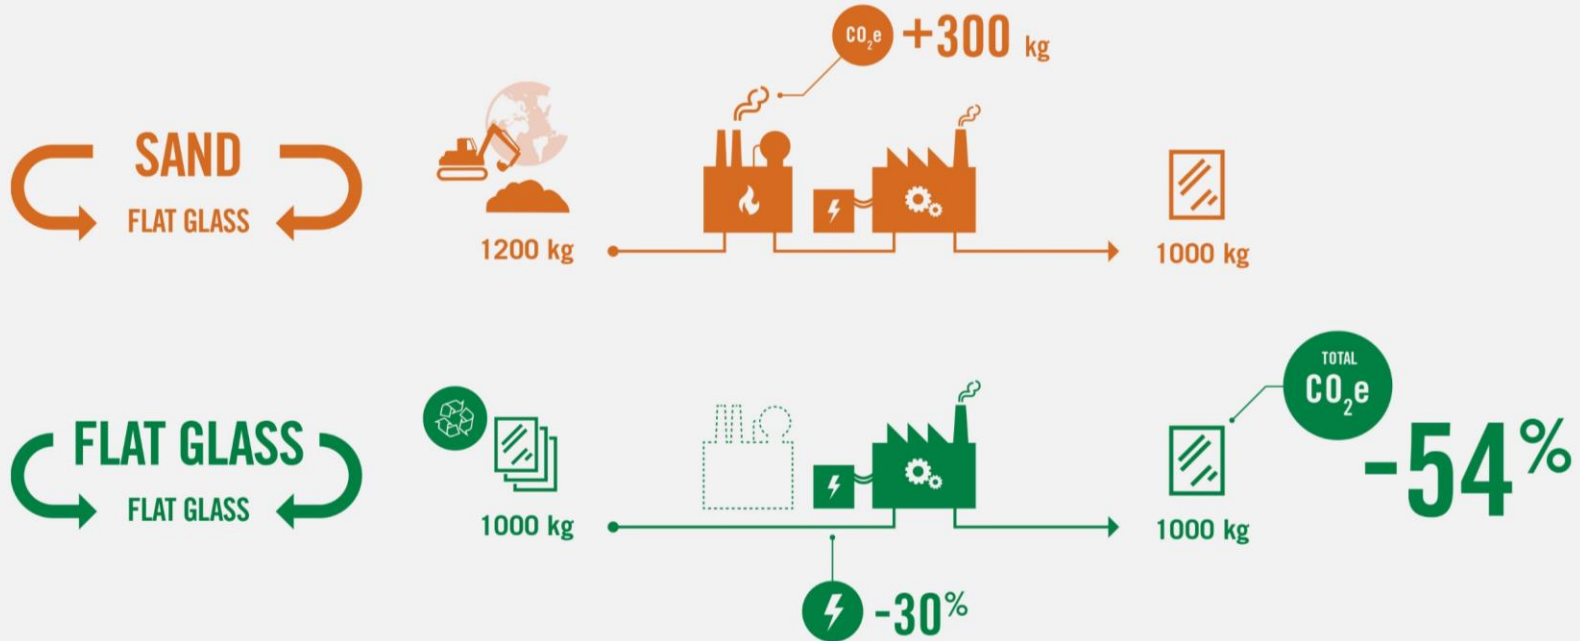 CO₂e +300 kg
SAND
FLAT GLASS
1200 kg
1000 kg
TOTAL
CO₂e
-54%
FLAT GLASS
FLAT GLASS
1000 kg
1000 kg
-30%